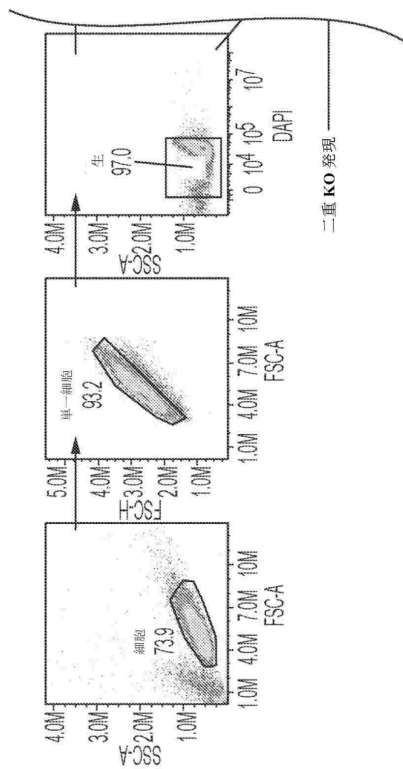 4.0M
3.0M
2.0M
1.0M
SSC-A
細胞
73.9
1.0M 4.0M 7.0M 10M
FSC-A
5.0M
4.0M
3.0M
2.0M
1.0M
FSC-H
単一細胞
93.2
1.0M 4.0M 7.0M 10M
FSC-A
4.0M
3.0M
2.0M
1.0M
SSC-A
生
97.0
0 10⁴ 10⁵ 10⁷
DAPI
二重 KO 発現